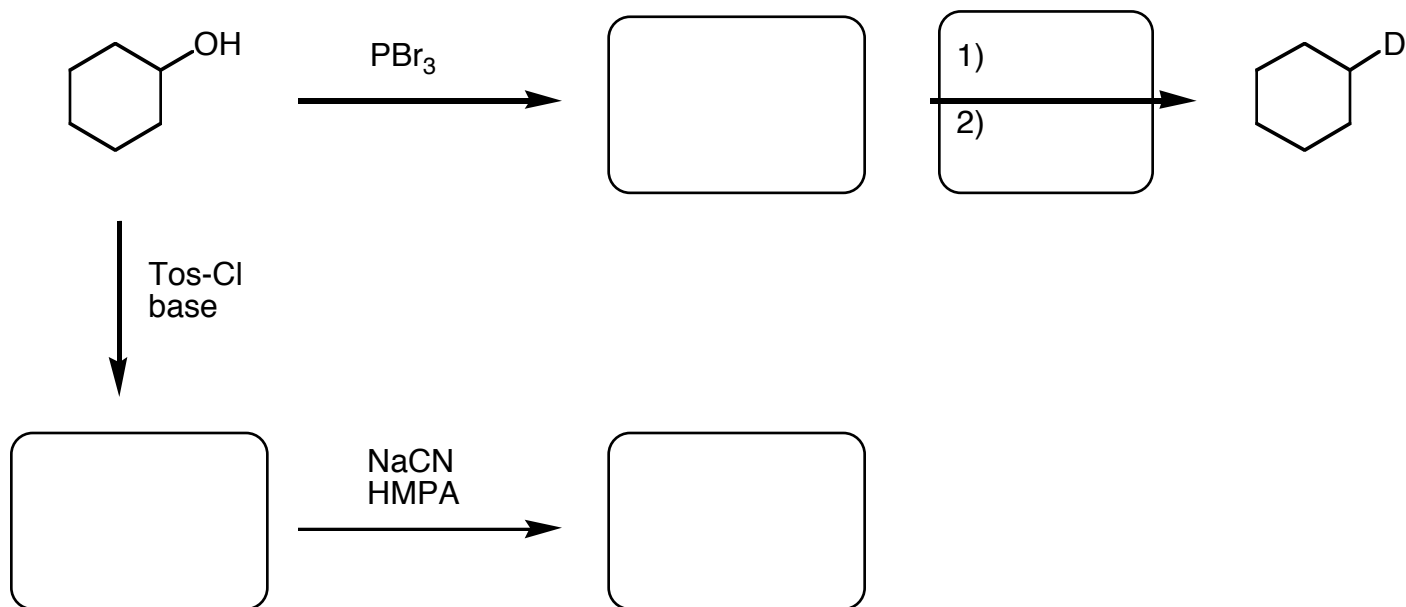 OH
PBr3
1)
2)
D
Tos-Cl
base
NaCN
HMPA